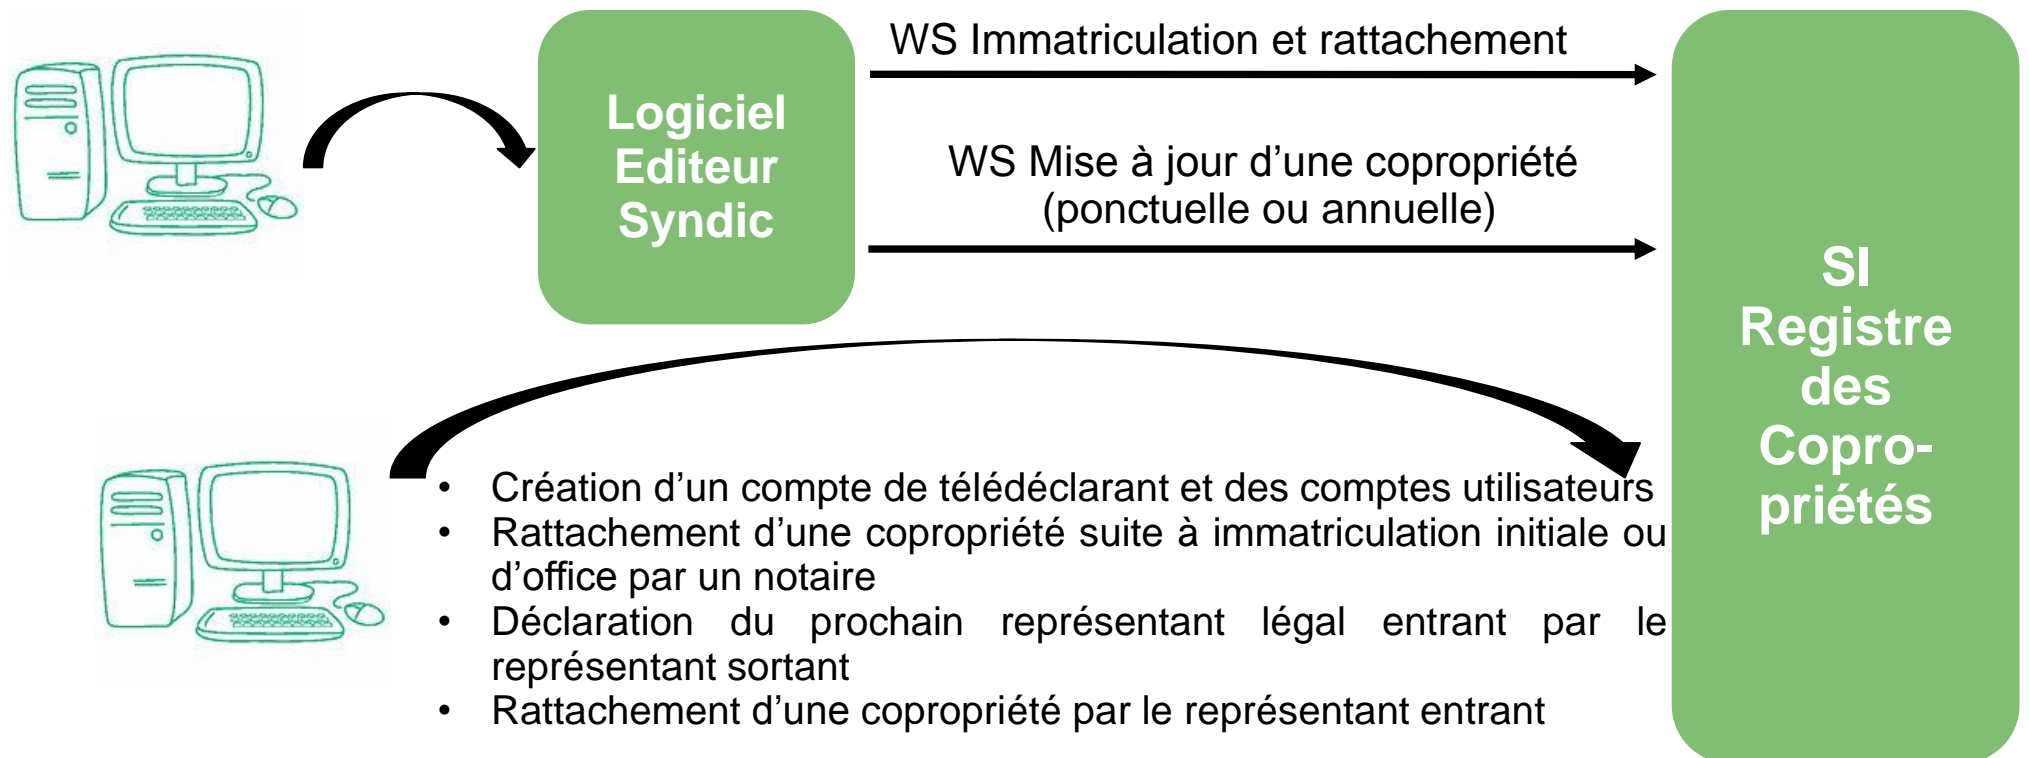 WS Immatriculation et rattachement
Logiciel
Editeur
Syndic
WS Mise à jour d’une copropriété
(ponctuelle ou annuelle)
SI
Registre
des
Copro-
priétés
• Création d’un compte de télédéclarant et des comptes utilisateurs
• Rattachement d’une copropriété suite à immatriculation initiale ou
d’office par un notaire
• Déclaration du prochain représentant légal entrant par le
représentant sortant
• Rattachement d’une copropriété par le représentant entrant